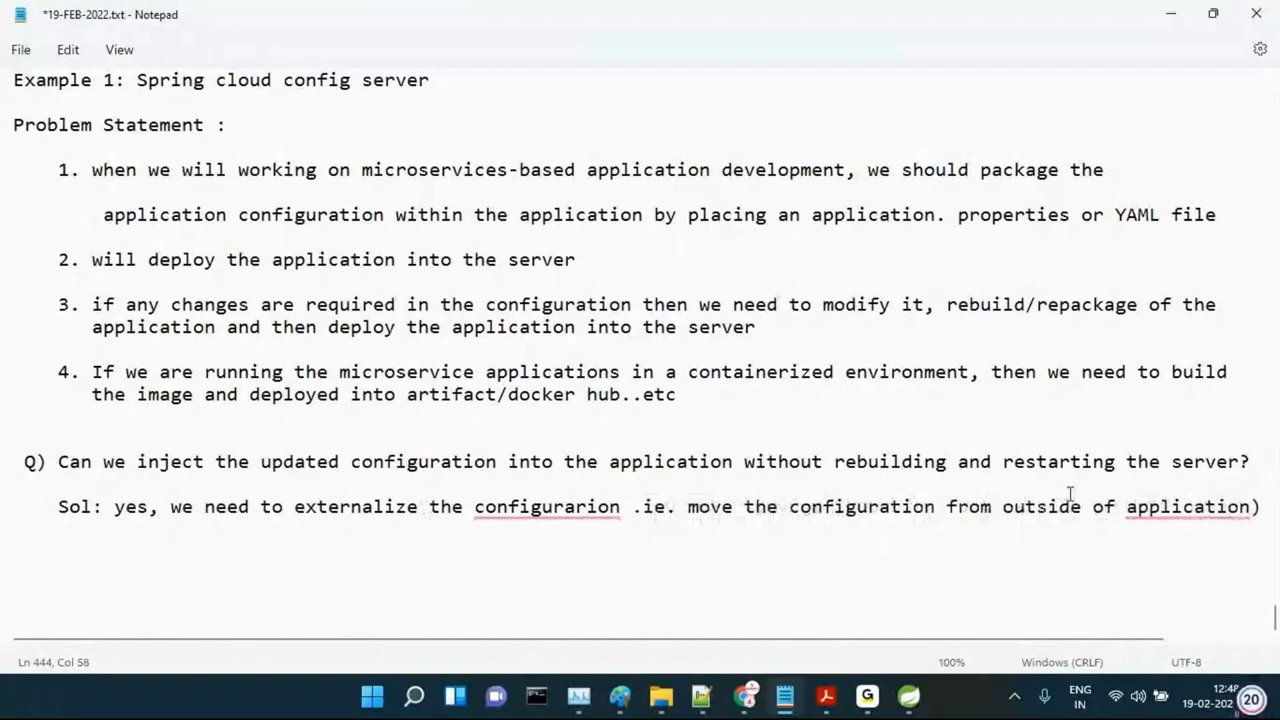 *19-FEB-2022.txt - Notepad
File Edit View
Example 1: Spring cloud config server
Problem Statement :
1. when we will working on microservices-based application development, we should package the
application configuration within the application by placing an application. properties or YAML file
2. will deploy the application into the server
3. if any changes are required in the configuration then we need to modify it, rebuild/repackage of the
application and then deploy the application into the server
4. If we are running the microservice applications in a containerized environment, then we need to build
the image and deployed into artifact/docker hub..etc
Q) Can we inject the updated configuration into the application without rebuilding and restarting the server?
Sol: yes, we need to externalize the configurarion .ie. move the configuration from outside of application)
Ln 444, Col 58 100% Windows (CRLF) UTF-8
ENG 12:48
IN 19-02-202 20